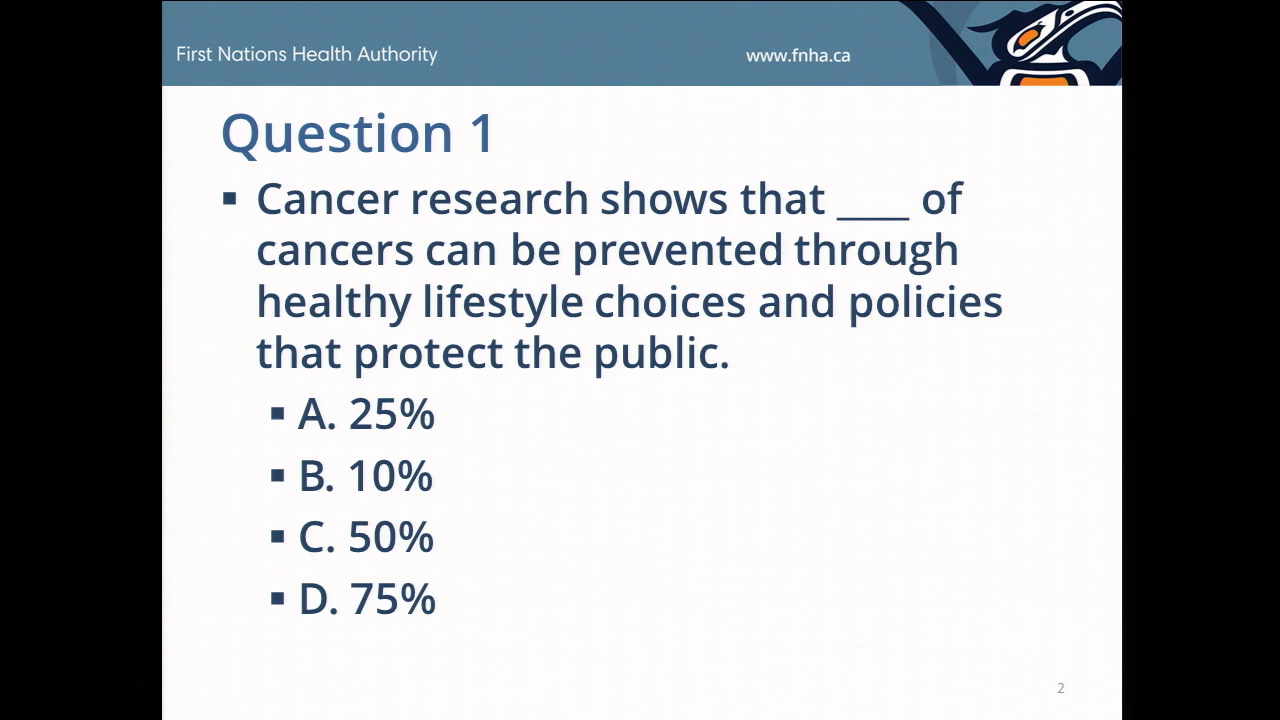 First Nations Health Authority
www.fnha.ca
Question 1
▪ Cancer research shows that ____ of
cancers can be prevented through
healthy lifestyle choices and policies
that protect the public.
▪ A. 25%
▪ B. 10%
▪ C. 50%
▪ D. 75%
2